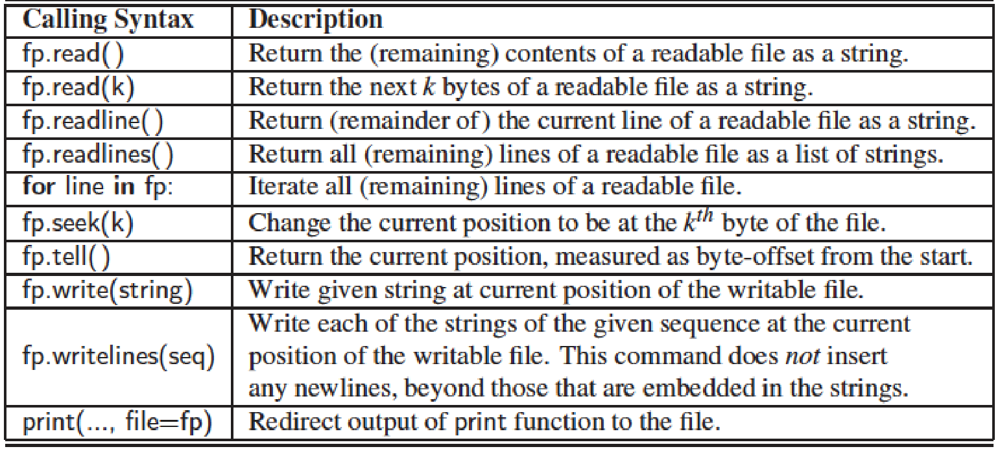 Calling Syntax Description
fp.read( ) Return the (remaining) contents of a readable file as a string.
fp.read(k) Return the next k bytes of a readable file as a string.
fp.readline( ) Return (remainder of ) the current line of a readable file as a string.
fp.readlines( ) Return all (remaining) lines of a readable file as a list of strings.
for line in fp: Iterate all (remaining) lines of a readable file.
fp.seek(k) Change the current position to be at the kth byte of the file.
fp.tell( ) Return the current position, measured as byte-offset from the start.
fp.write(string) Write given string at current position of the writable file.
fp.writelines(seq) Write each of the strings of the given sequence at the current
position of the writable file. This command does not insert
any newlines, beyond those that are embedded in the strings.
print(..., file=fp) Redirect output of print function to the file.